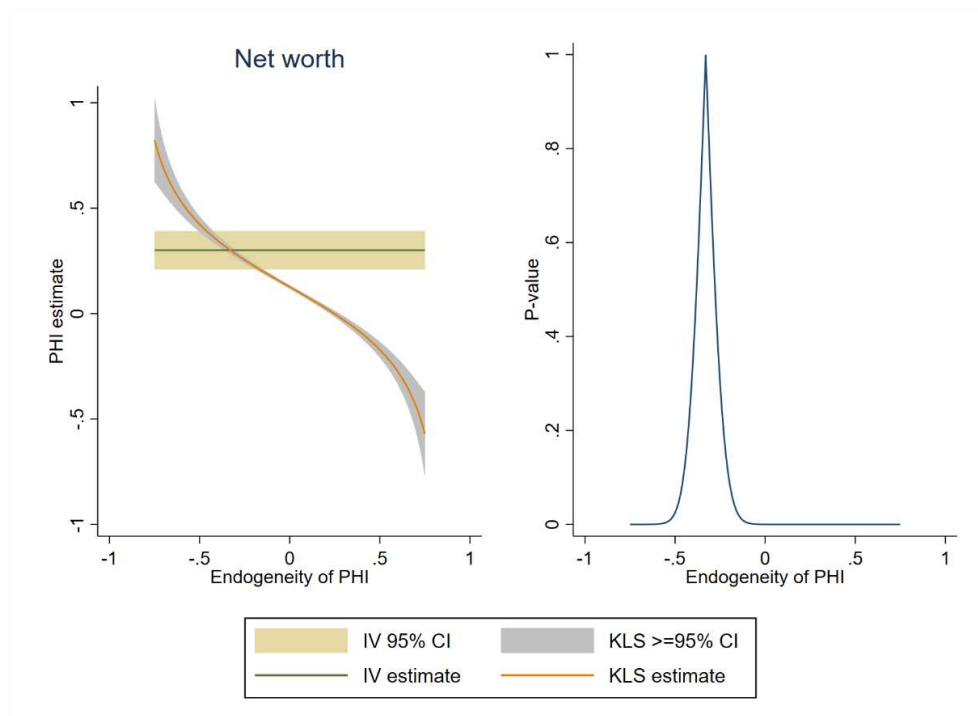 Net worth
PHI estimate
1
.5
0
-.5
-1
-1 -.5 0 .5 1
Endogeneity of PHI
P-value
1
.8
.6
.4
.2
0
-1 -.5 0 .5 1
Endogeneity of PHI
IV 95% CI KLS >=95% CI
IV estimate KLS estimate